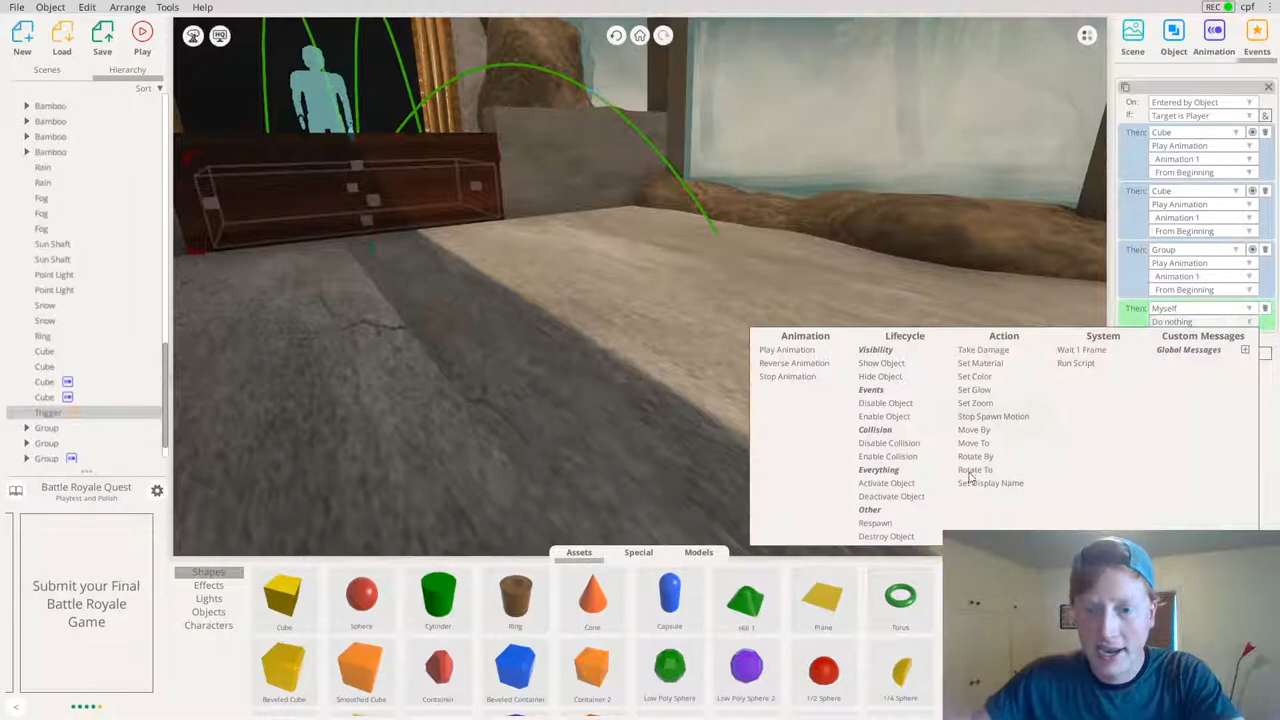 File Object Edit Arrange Tools Help
REC cpf
New Load Save Play
HQ
Scene Object Animation Events
Scenes Hierarchy
Sort
Bamboo
Bamboo
Bamboo
Bamboo
Rain
Rain
Fog
Fog
Fog
Sun Shaft
Sun Shaft
Point Light
Point Light
Snow
Snow
Ring
Cube
Cube
Cube
Cube
Trigger
Group
Group
Group
Battle Royale Quest
Playtest and Polish
Submit your Final
Battle Royale
Game
On: Entered by Object
If: Target is Player &
Then: Cube
Play Animation
Animation 1
From Beginning
Then: Cube
Play Animation
Animation 1
From Beginning
Then: Group
Play Animation
Animation 1
From Beginning
Then: Myself
Do nothing
Animation
Play Animation
Reverse Animation
Stop Animation
Lifecycle
Visibility
Show Object
Hide Object
Events
Disable Object
Enable Object
Collision
Disable Collision
Enable Collision
Everything
Activate Object
Deactivate Object
Other
Respawn
Destroy Object
Action
Take Damage
Set Material
Set Color
Set Glow
Set Zoom
Stop Spawn Motion
Move By
Move To
Rotate By
Rotate To
Set Display Name
System
Wait 1 Frame
Run Script
Custom Messages
Global Messages
Assets Special Models
Shapes
Effects
Lights
Objects
Characters
Cube Sphere Cylinder Ring Cone Capsule Hill 1 Plane Torus
Beveled Cube Smoothed Cube Container Beveled Container Container 2 Low Poly Sphere Low Poly Sphere 2 1/2 Sphere 1/4 Sphere